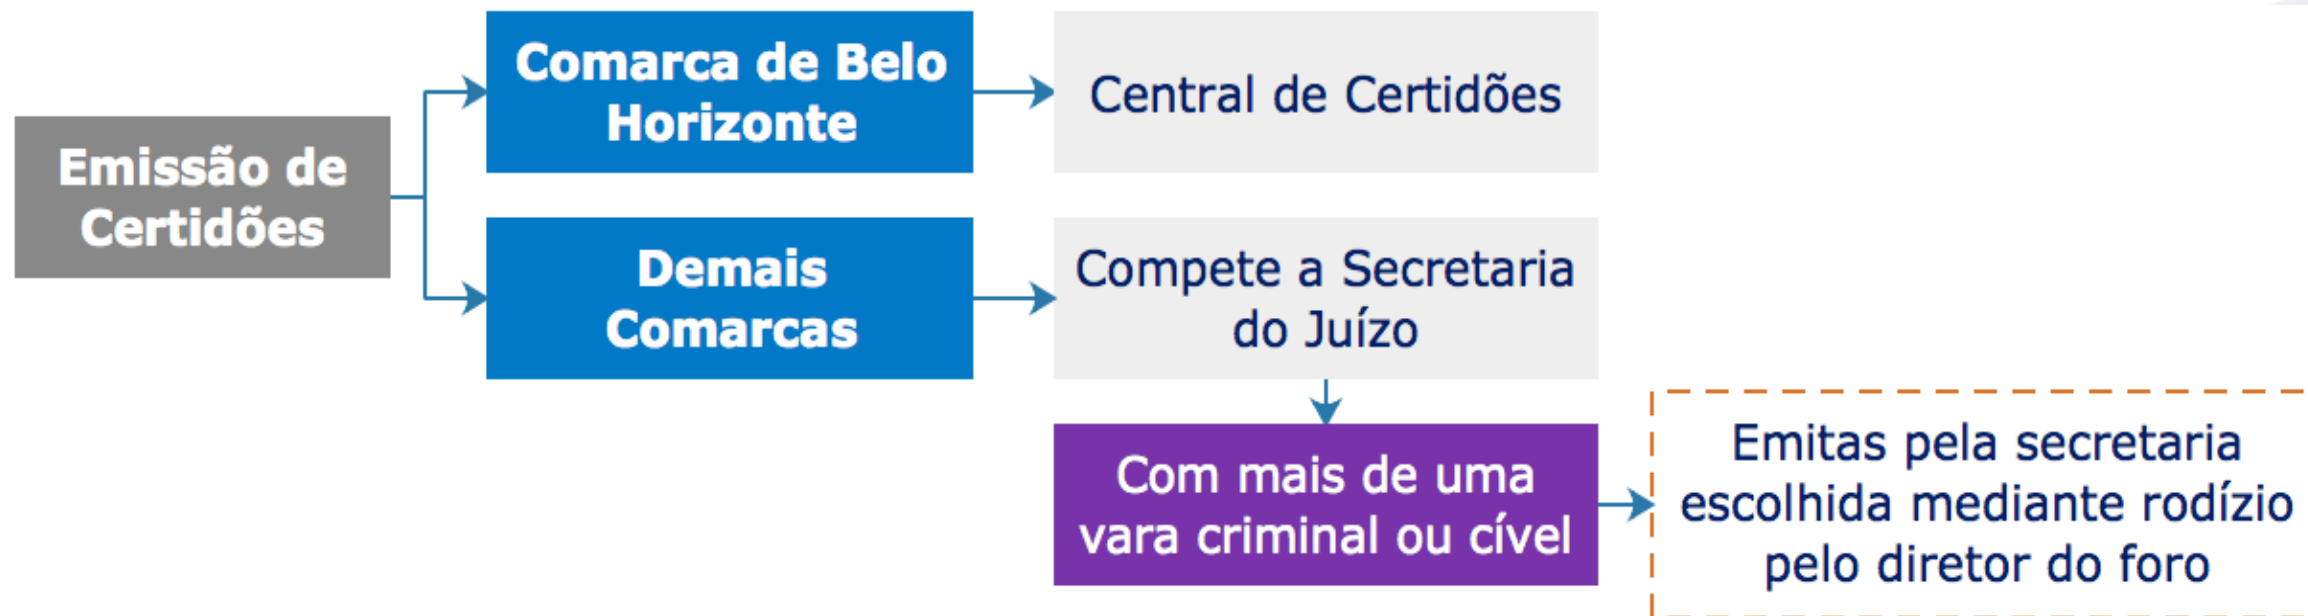 Emissão de
Certidões
Comarca de Belo
Horizonte
Central de Certidões
Demais
Comarcas
Compete a Secretaria
do Juízo
Com mais de uma
vara criminal ou cível
Emitas pela secretaria
escolhida mediante rodízio
pelo diretor do foro